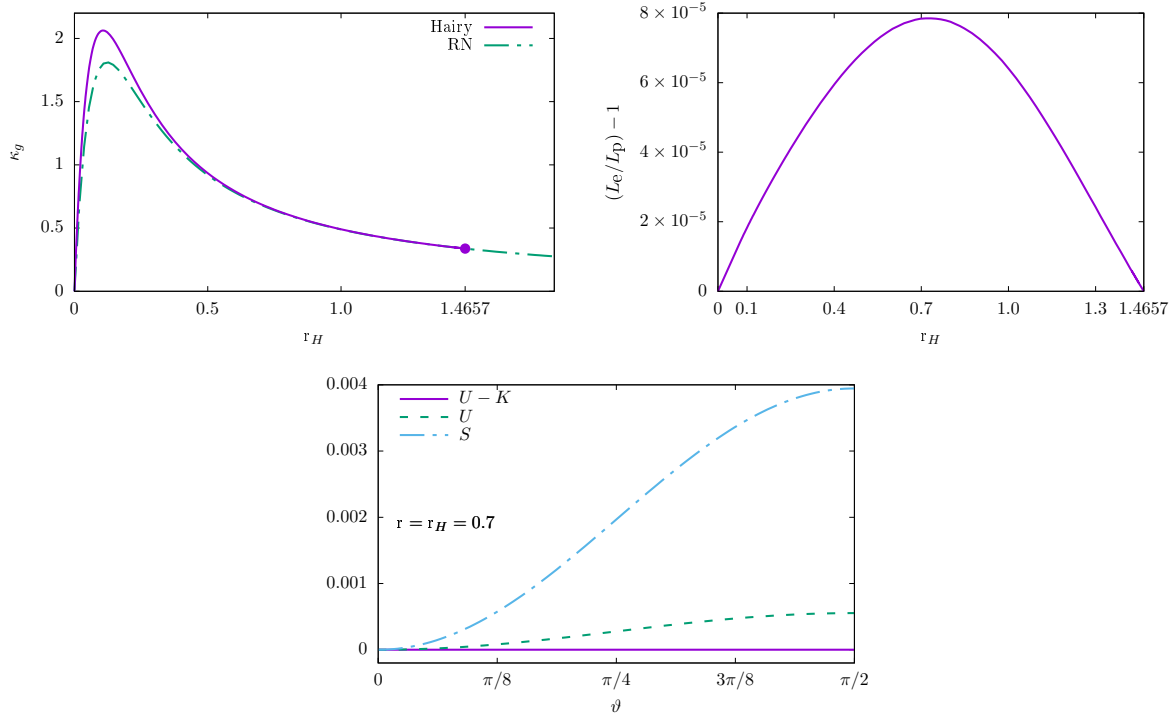 Hairy
RN
2
1.5
1
0.5
0
κ_g
0 0.5 1.0 1.4657
r_H
8 × 10⁻⁵
6 × 10⁻⁵
4 × 10⁻⁵
2 × 10⁻⁵
0
(L_e/L_p) − 1
0 0.1 0.4 0.7 1.0 1.3 1.4657
r_H
0.004
0.003
0.002
0.001
0
U − K
U
S
r = r_H = 0.7
0 π/8 π/4 3π/8 π/2
ϑ